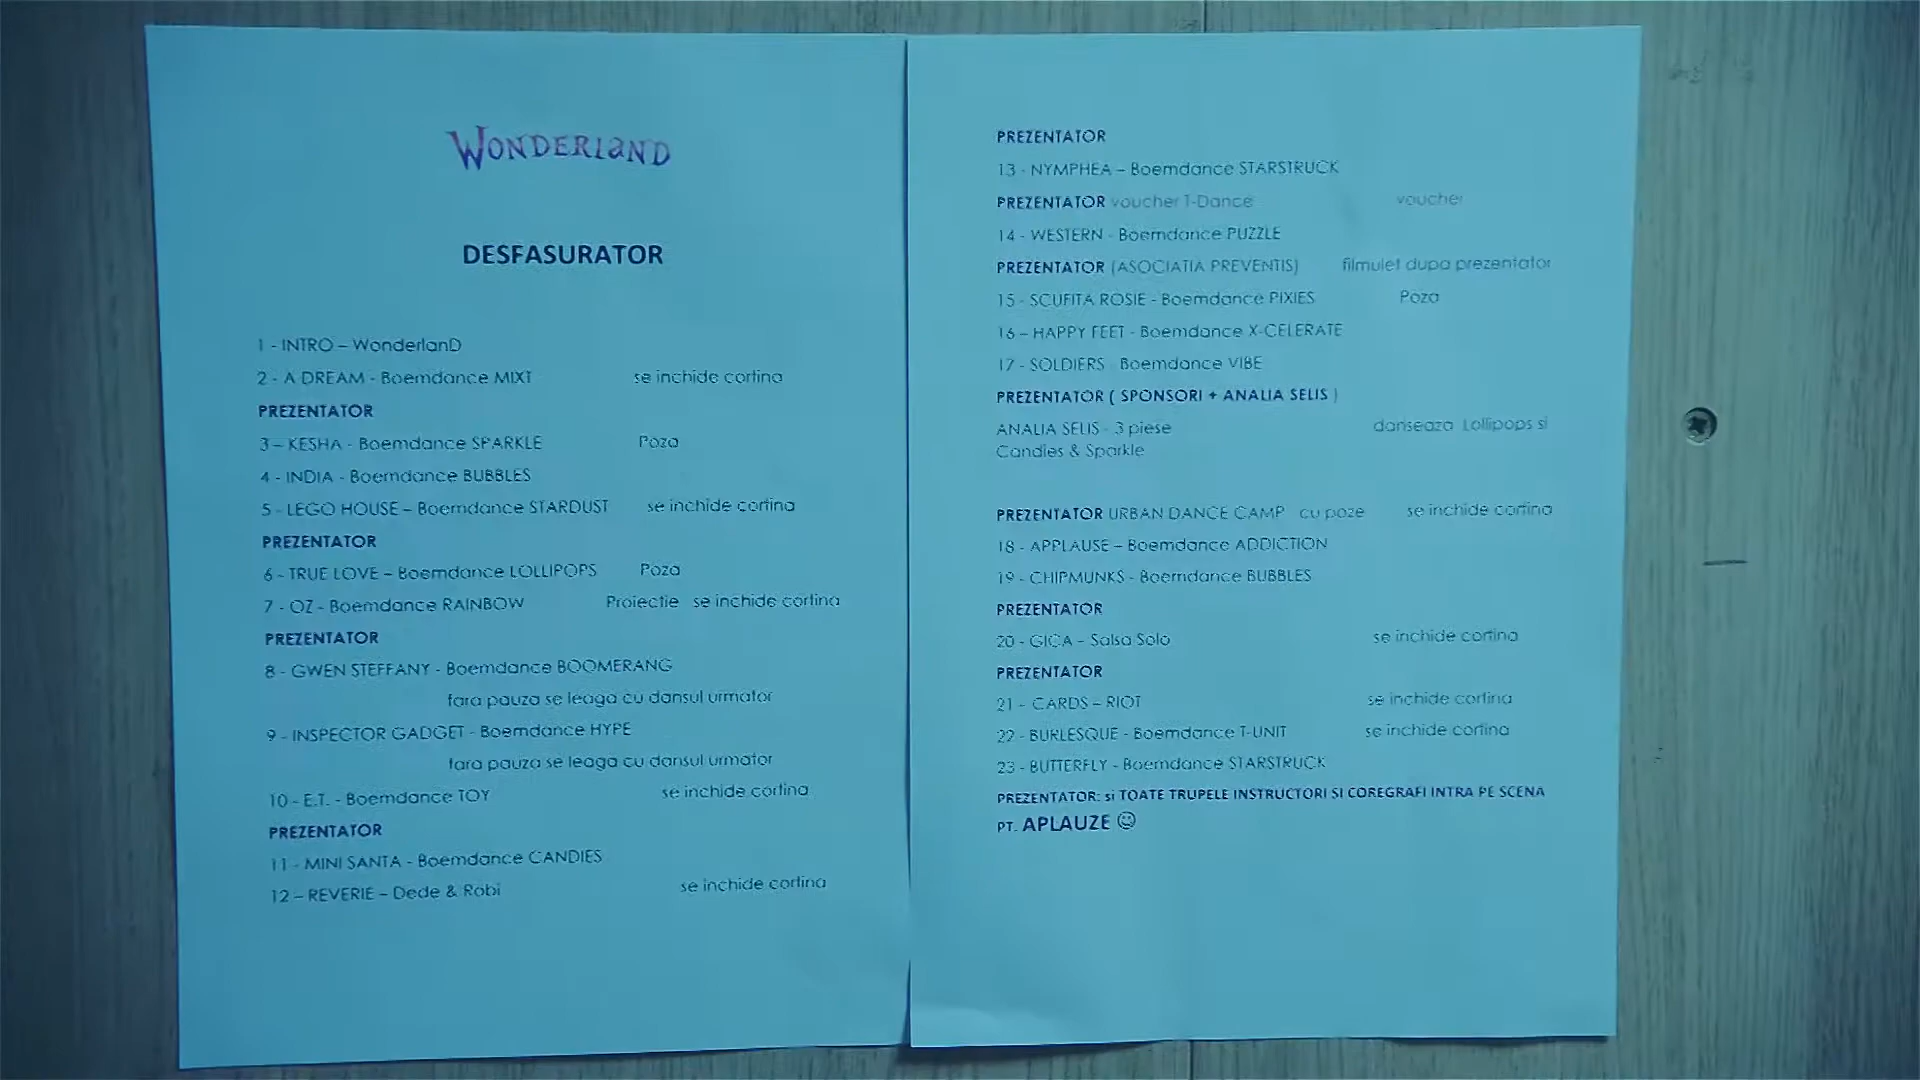 WONDERLaND
DESFASURATOR
1 - INTRO – WonderlanD
2 - A DREAM - Boemdance MIXT se inchide cortina
PREZENTATOR
3 – KESHA - Boemdance SPARKLE Poza
4 - INDIA - Boemdance BUBBLES
5 - LEGO HOUSE – Boemdance STARDUST se inchide cortina
PREZENTATOR
6 - TRUE LOVE – Boemdance LOLLIPOPS Poza
7 - OZ - Boemdance RAINBOW Proiectie se inchide cortina
PREZENTATOR
8 - GWEN STEFFANY - Boemdance BOOMERANG
fara pauza se leaga cu dansul urmator
9 - INSPECTOR GADGET - Boemdance HYPE
fara pauza se leaga cu dansul urmator
10 - E.T. - Boemdance TOY se inchide cortina
PREZENTATOR
11 - MINI SANTA - Boemdance CANDIES
12 – REVERIE – Dede & Robi se inchide cortina
PREZENTATOR
13 - NYMPHEA – Boemdance STARSTRUCK
PREZENTATOR voucher T-Dance voucher
14 - WESTERN - Boemdance PUZZLE
PREZENTATOR (ASOCIATIA PREVENTIS) filmulet dupa prezentator
15 - SCUFITA ROSIE - Boemdance PIXIES Poza
16 – HAPPY FEET - Boemdance X-CELERATE
17 - SOLDIERS - Boemdance VIBE
PREZENTATOR ( SPONSORI + ANALIA SELIS )
ANALIA SELIS - 3 piese danseaza Lollipops si
Candies & Sparkle
PREZENTATOR URBAN DANCE CAMP cu poze se inchide cortina
18 - APPLAUSE – Boemdance ADDICTION
19 - CHIPMUNKS - Boemdance BUBBLES
PREZENTATOR
20 - GICA – Salsa Solo se inchide cortina
PREZENTATOR
21 - CARDS – RIOT se inchide cortina
22 - BURLESQUE - Boemdance T-UNIT se inchide cortina
23 - BUTTERFLY - Boemdance STARSTRUCK
PREZENTATOR: si TOATE TRUPELE INSTRUCTORI SI COREGRAFI INTRA PE SCENA
PT. APLAUZE ☺